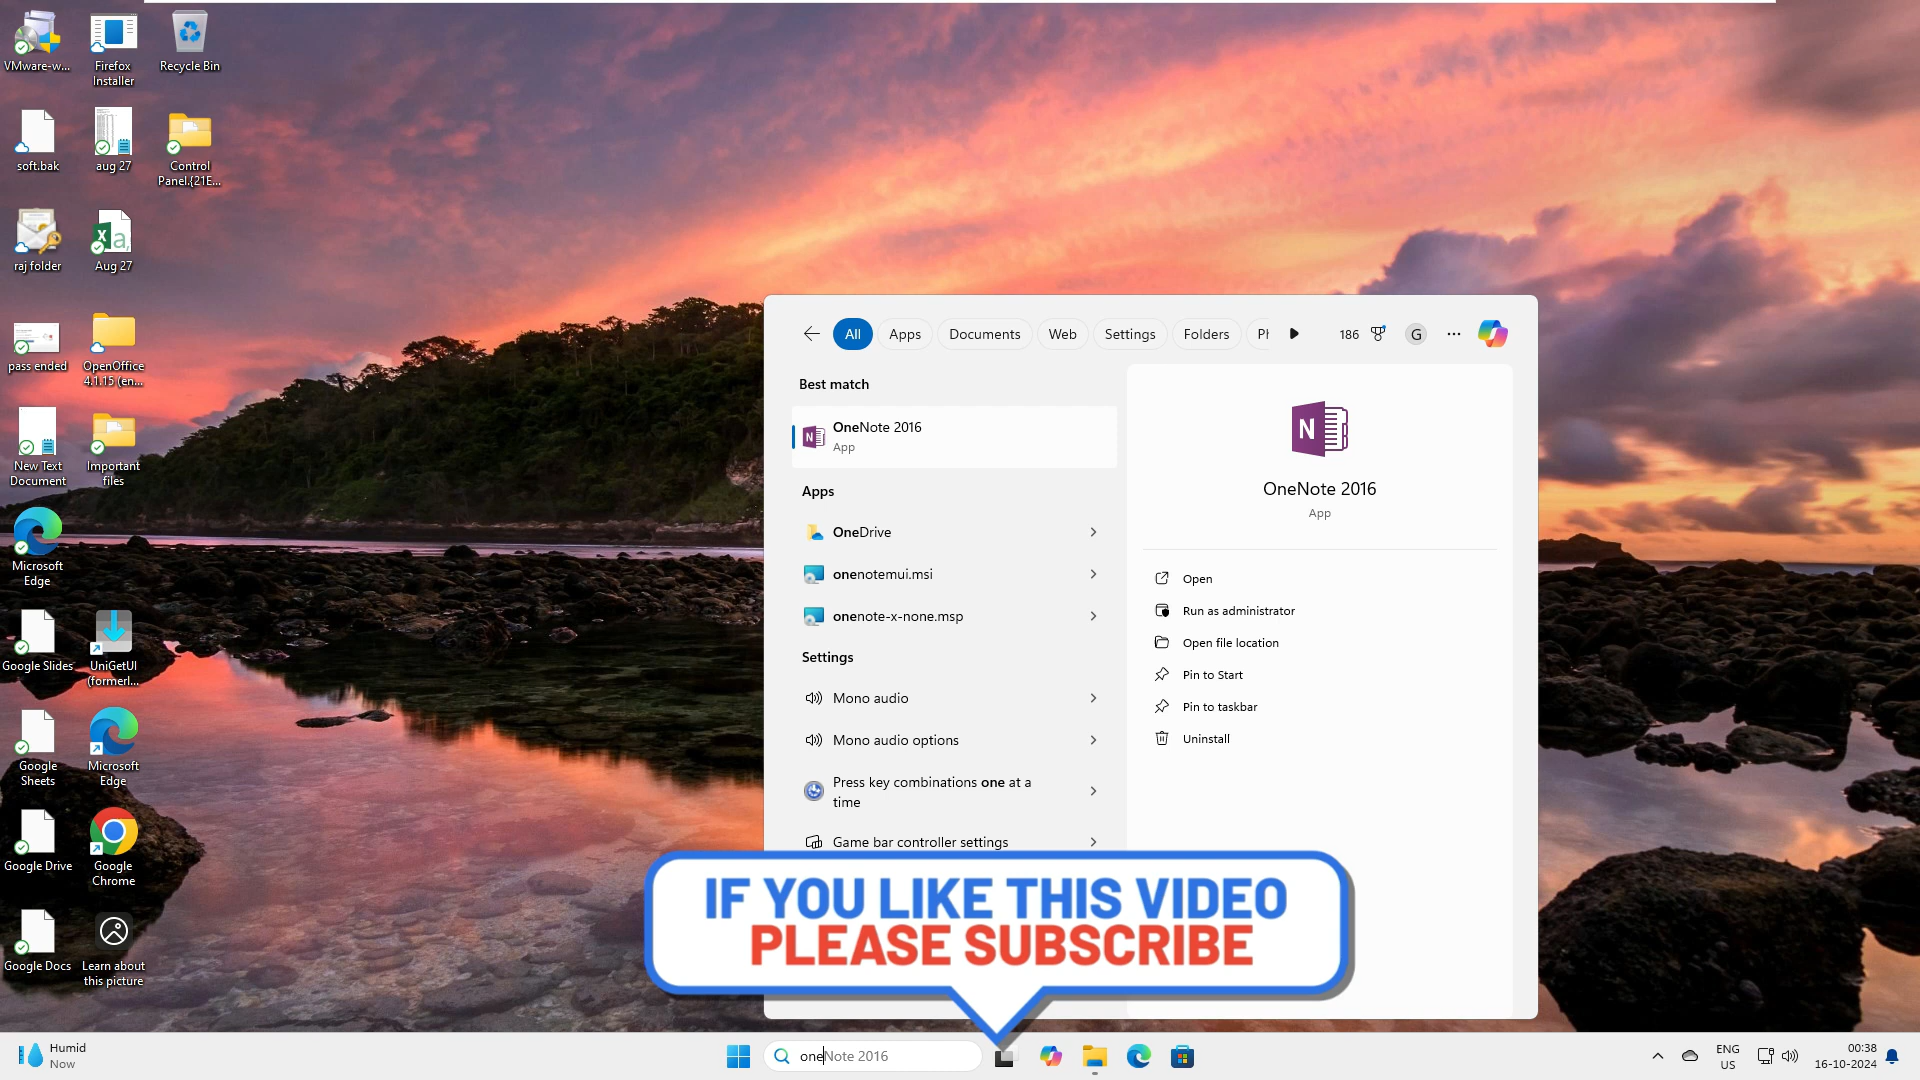 VMware-w...
Firefox
Installer
Recycle Bin
soft.bak
aug 27
Control
Panel.{21E...
raj folder
Aug 27
pass ended
OpenOffice
4.1.15 (en...
New Text
Document
Important
files
Microsoft
Edge
Google Slides
UniGetUI
(formerl...
Google
Sheets
Microsoft
Edge
Google Drive
Google
Chrome
Google Docs
Learn about
this picture
All
Apps
Documents
Web
Settings
Folders
Ph
186
G
Best match
OneNote 2016
App
Apps
OneDrive
onenotemui.msi
onenote-x-none.msp
Settings
Mono audio
Mono audio options
Press key combinations one at a
time
Game bar controller settings
N
OneNote 2016
App
Open
Run as administrator
Open file location
Pin to Start
Pin to taskbar
Uninstall
IF YOU LIKE THIS VIDEO
PLEASE SUBSCRIBE
Humid
Now
oneNote 2016
ENG
US
00:38
16-10-2024